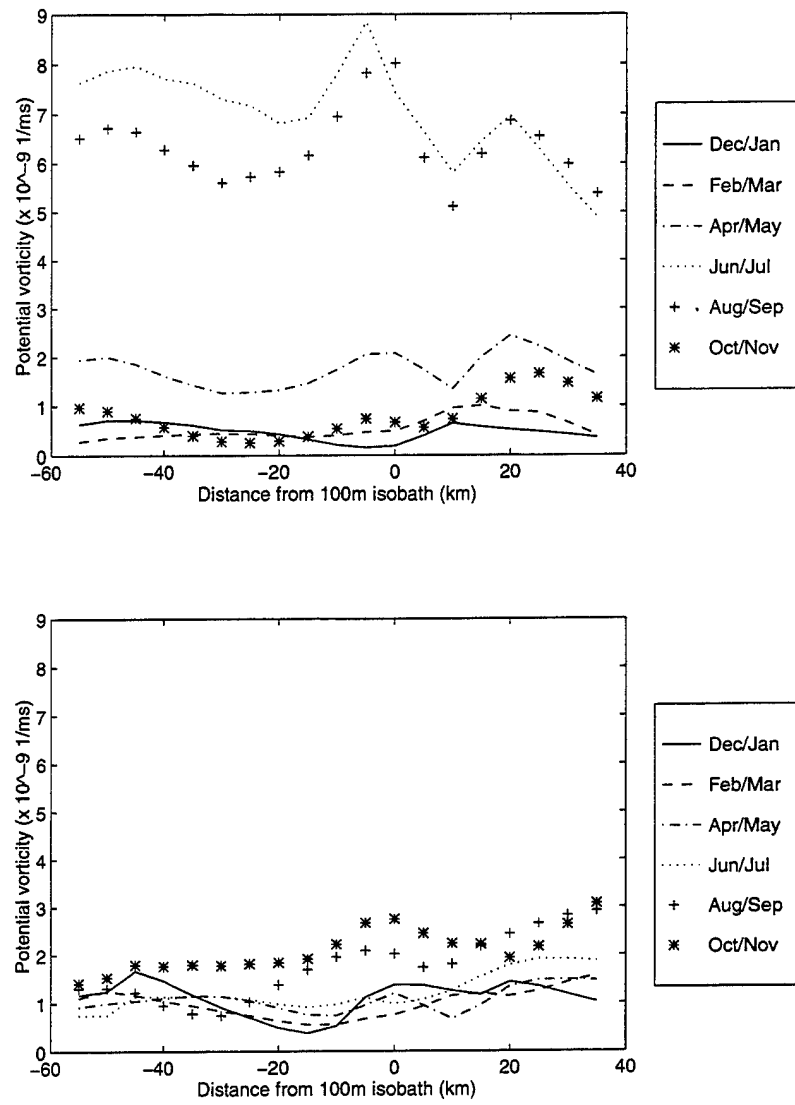 9
8
7
6
5
4
3
2
1
0
Potential vorticity (x 10^-9 1/ms)
-60
-40
-20
0
20
40
Distance from 100m isobath (km)
Dec/Jan
Feb/Mar
Apr/May
Jun/Jul
Aug/Sep
Oct/Nov
9
8
7
6
5
4
3
2
1
0
Potential vorticity (x 10^-9 1/ms)
-60
-40
-20
0
20
40
Distance from 100m isobath (km)
Dec/Jan
Feb/Mar
Apr/May
Jun/Jul
Aug/Sep
Oct/Nov